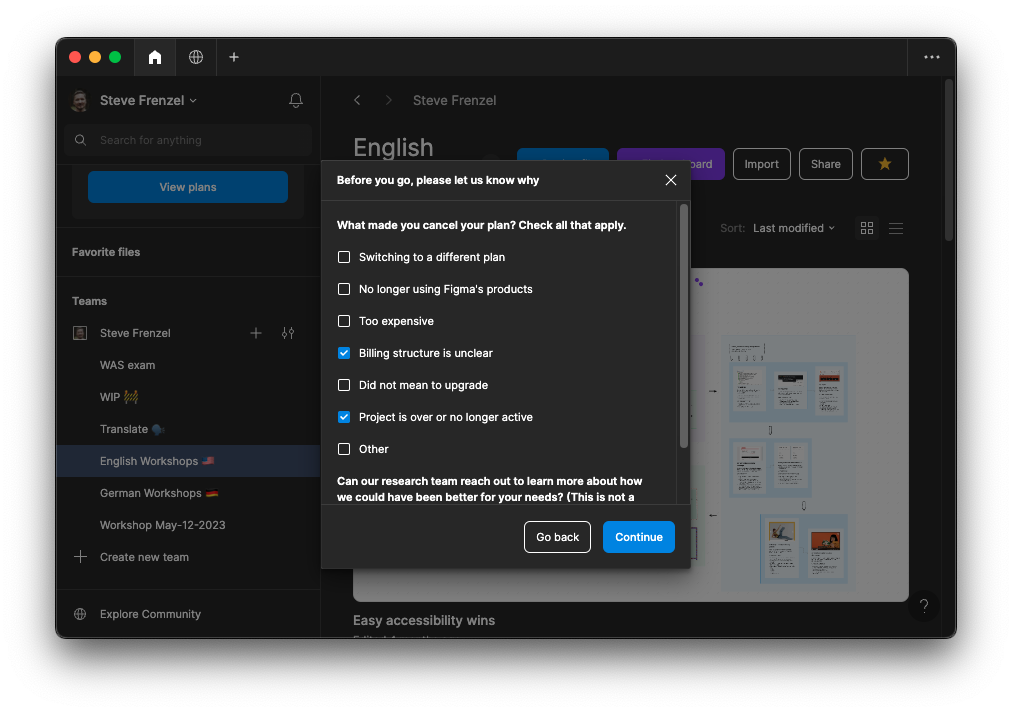 Steve Frenzel
Search for anything
View plans
Favorite files
Teams
Steve Frenzel
WAS exam
WIP 🚧
Translate 🗣️
English Workshops 🇺🇸
German Workshops 🇩🇪
Workshop May-12-2023
Create new team
Explore Community
Steve Frenzel
English
board
Import
Share
Sort: Last modified
Before you go, please let us know why
What made you cancel your plan? Check all that apply.
Switching to a different plan
No longer using Figma's products
Too expensive
Billing structure is unclear
Did not mean to upgrade
Project is over or no longer active
Other
Can our research team reach out to learn more about how
we could have been better for your needs? (This is not a
Go back
Continue
Easy accessibility wins
?